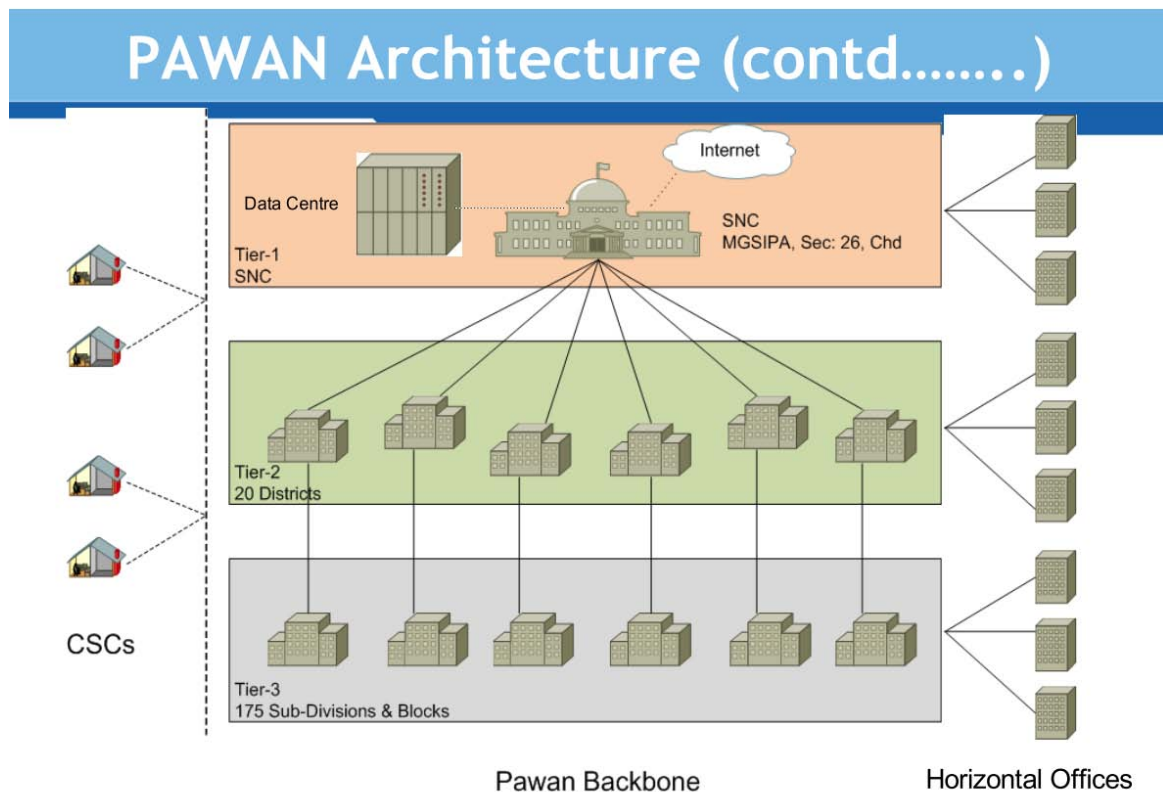 PAWAN Architecture (contd……..)
Internet
Data Centre
SNC
MGSIPA, Sec: 26, Chd
Tier-1
SNC
Tier-2
20 Districts
CSCs
Tier-3
175 Sub-Divisions & Blocks
Pawan Backbone
Horizontal Offices